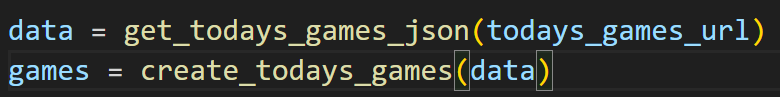 data = get_todays_games_json(todays_games_url)
games = create_todays_games(data)